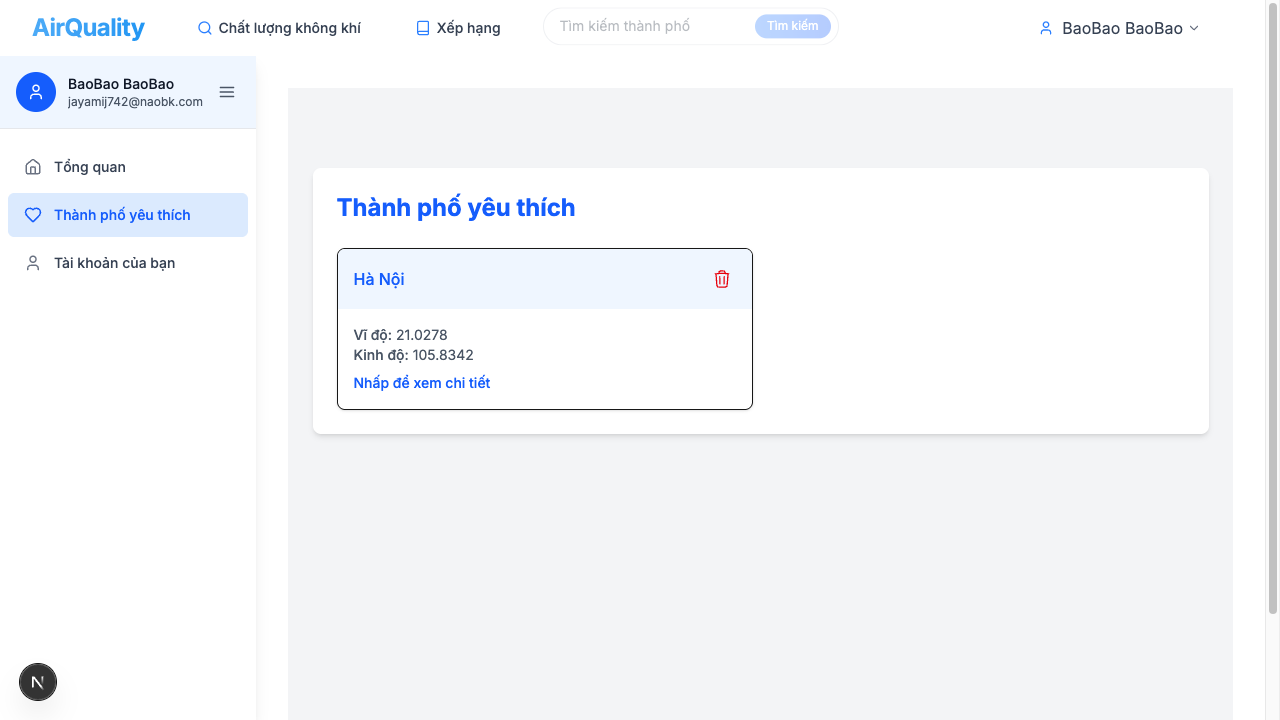 AirQuality
Chất lượng không khí
Xếp hạng
Tìm kiếm thành phố
Tìm kiếm
BaoBao BaoBao
BaoBao BaoBao
jayamij742@naobk.com
Tổng quan
Thành phố yêu thích
Tài khoản của bạn
Thành phố yêu thích
Hà Nội
Vĩ độ: 21.0278
Kinh độ: 105.8342
Nhấp để xem chi tiết
N